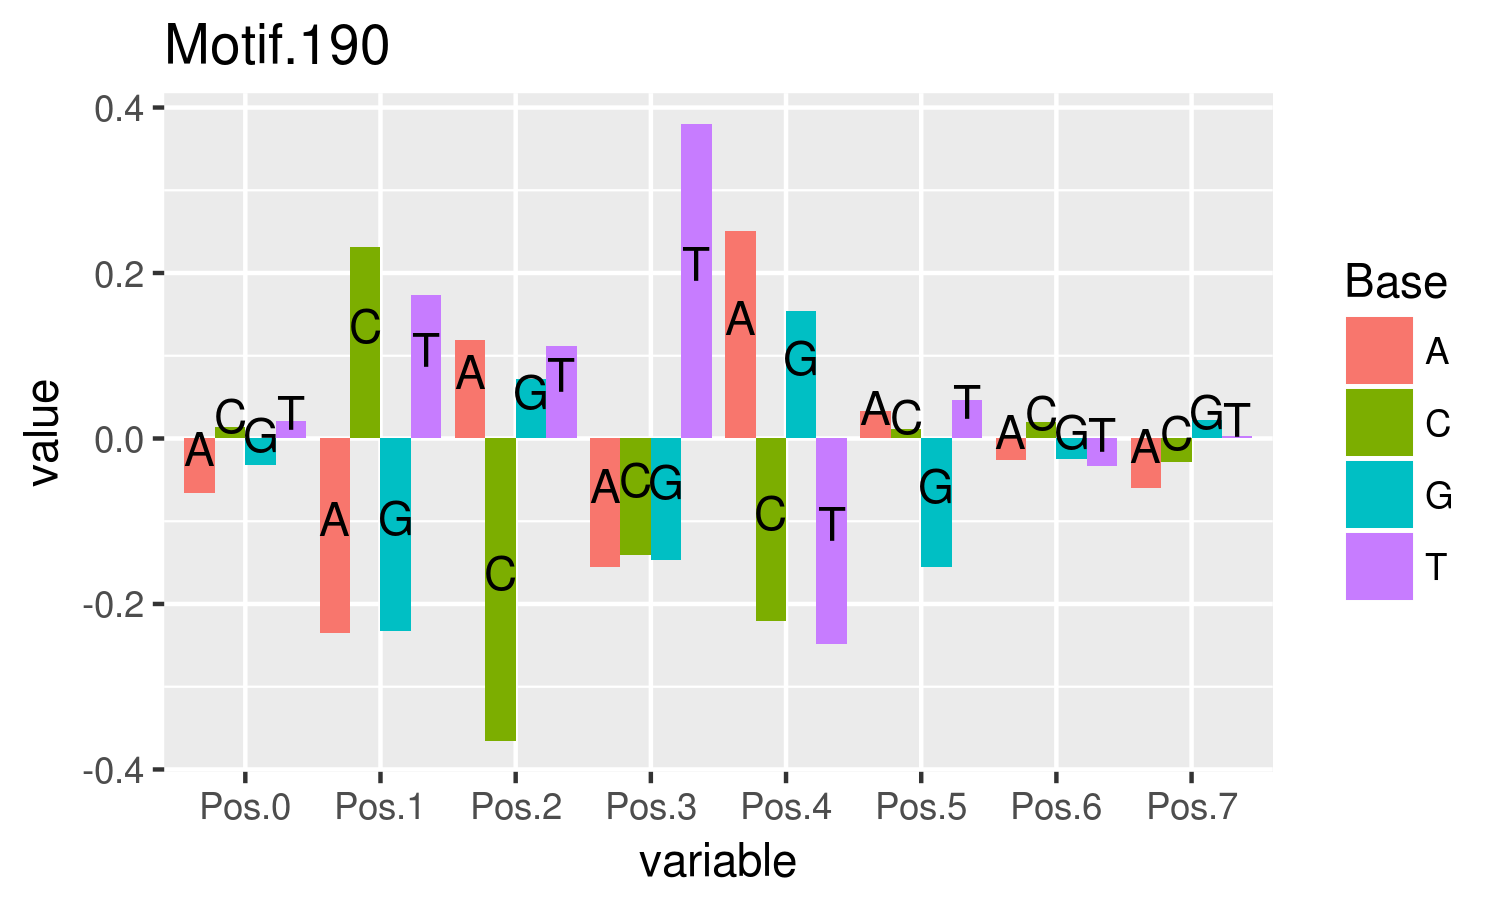 Motif.190
0.4
0.2
0.0
-0.2
-0.4
value
A C G T
A C G T
A C G T
A C G T
A C G T
A C G T
A C G T
A C G T
Pos.0 Pos.1 Pos.2 Pos.3 Pos.4 Pos.5 Pos.6 Pos.7
variable
Base
A
C
G
T